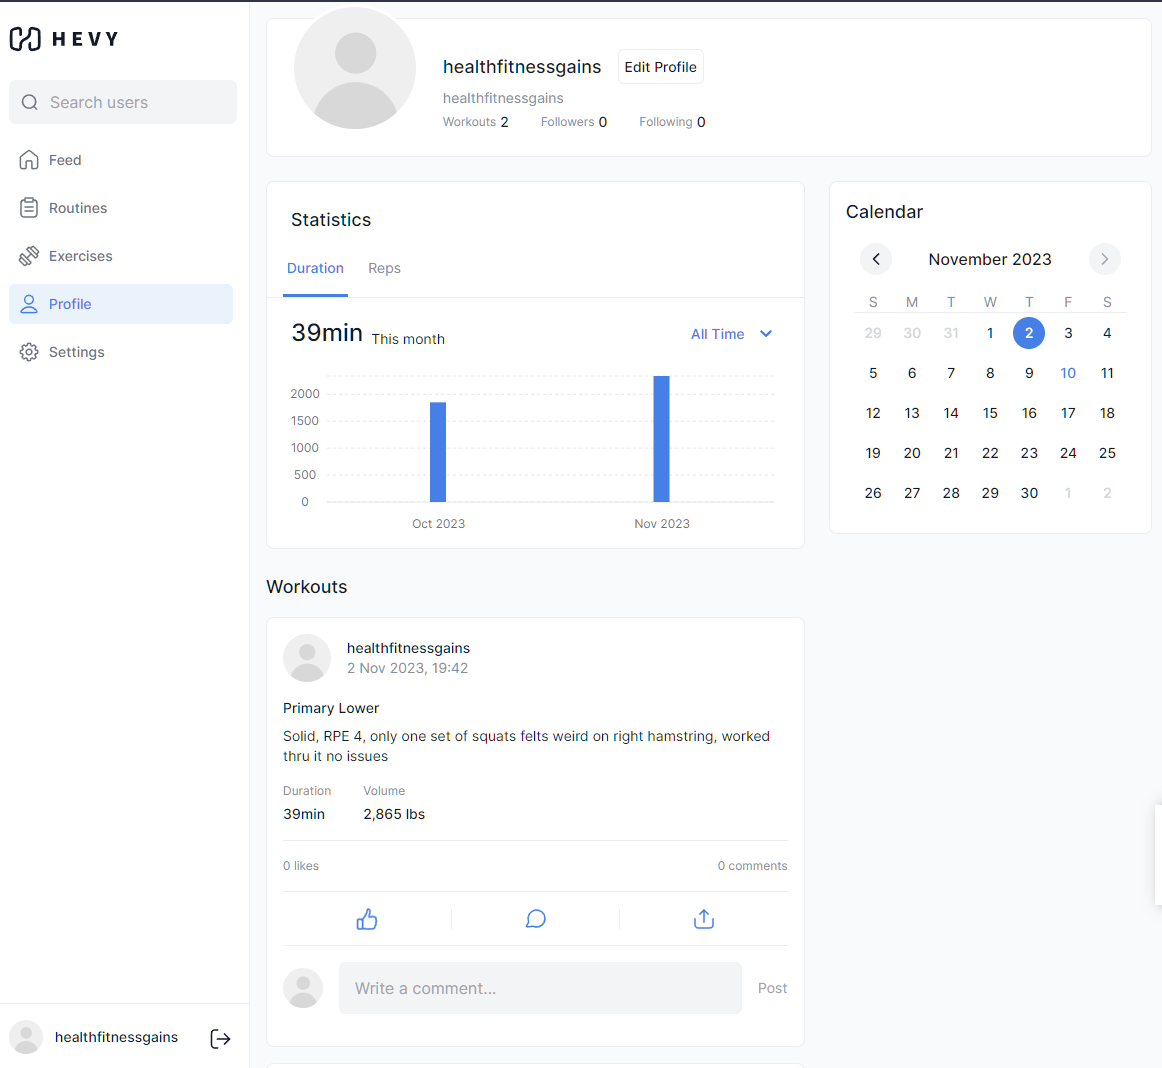 HEVY
Search users
Feed
Routines
Exercises
Profile
Settings
healthfitnessgains
healthfitnessgains Edit Profile
healthfitnessgains
Workouts 2 Followers 0 Following 0
Statistics
Duration Reps
39min This month All Time
2000
1500
1000
500
0
Oct 2023 Nov 2023
Calendar
November 2023
S M T W T F S
29 30 31 1 2 3 4
5 6 7 8 9 10 11
12 13 14 15 16 17 18
19 20 21 22 23 24 25
26 27 28 29 30 1 2
Workouts
healthfitnessgains
2 Nov 2023, 19:42
Primary Lower
Solid, RPE 4, only one set of squats felts weird on right hamstring, worked
thru it no issues
Duration Volume
39min 2,865 lbs
0 likes 0 comments
Write a comment... Post